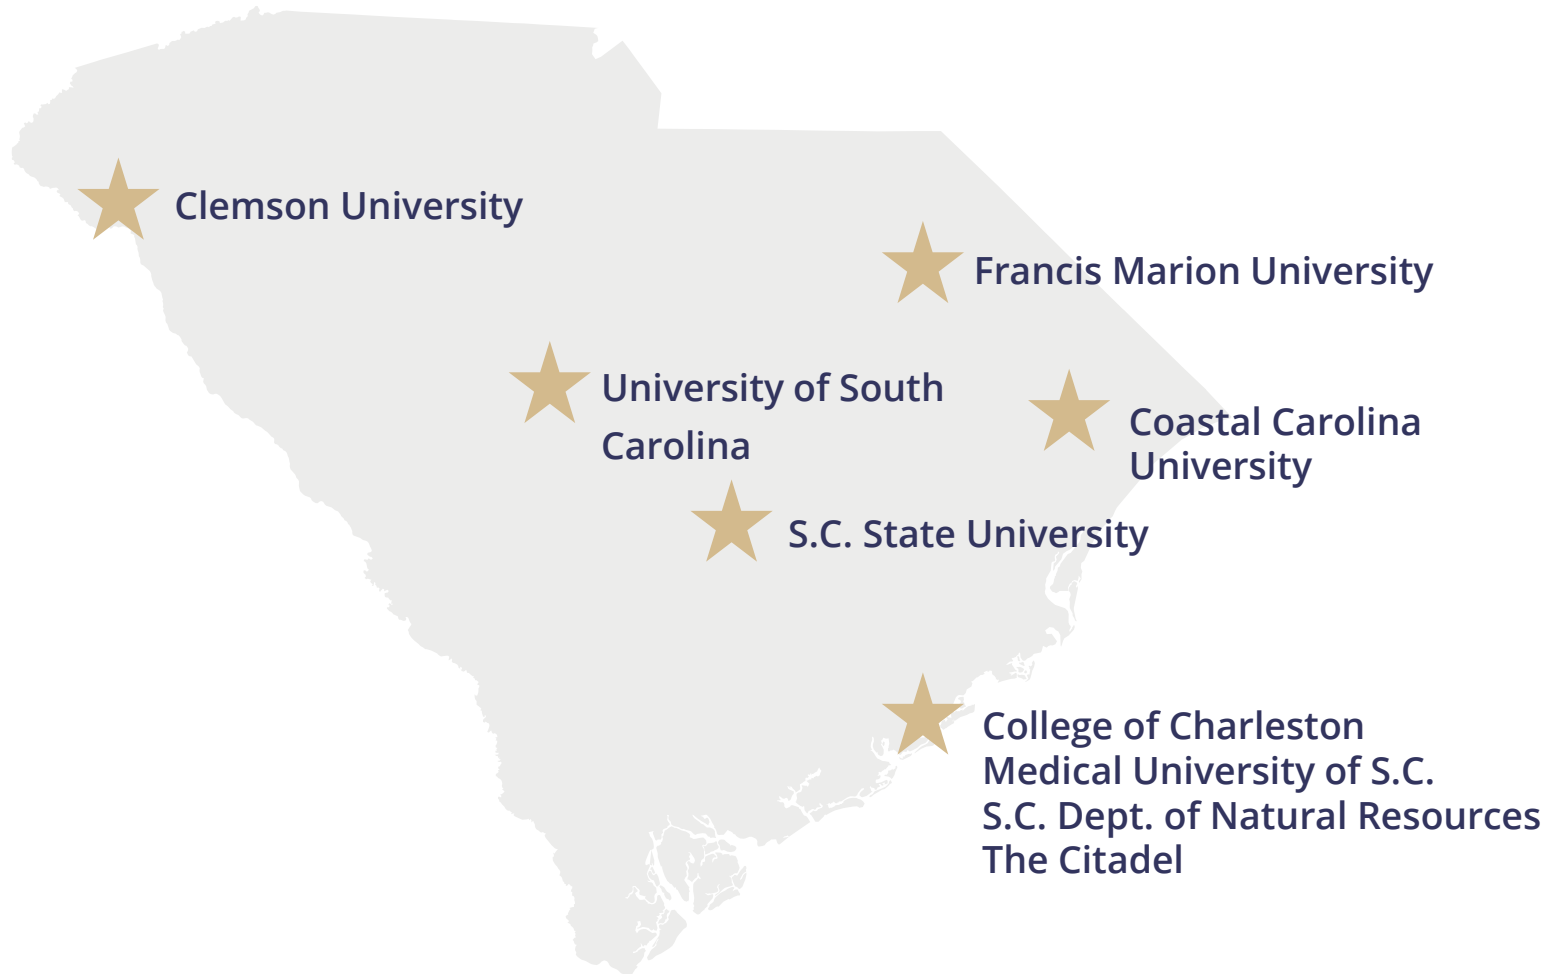 Clemson University
Francis Marion University
University of South
Carolina
Coastal Carolina
University
S.C. State University
College of Charleston
Medical University of S.C.
S.C. Dept. of Natural Resources
The Citadel